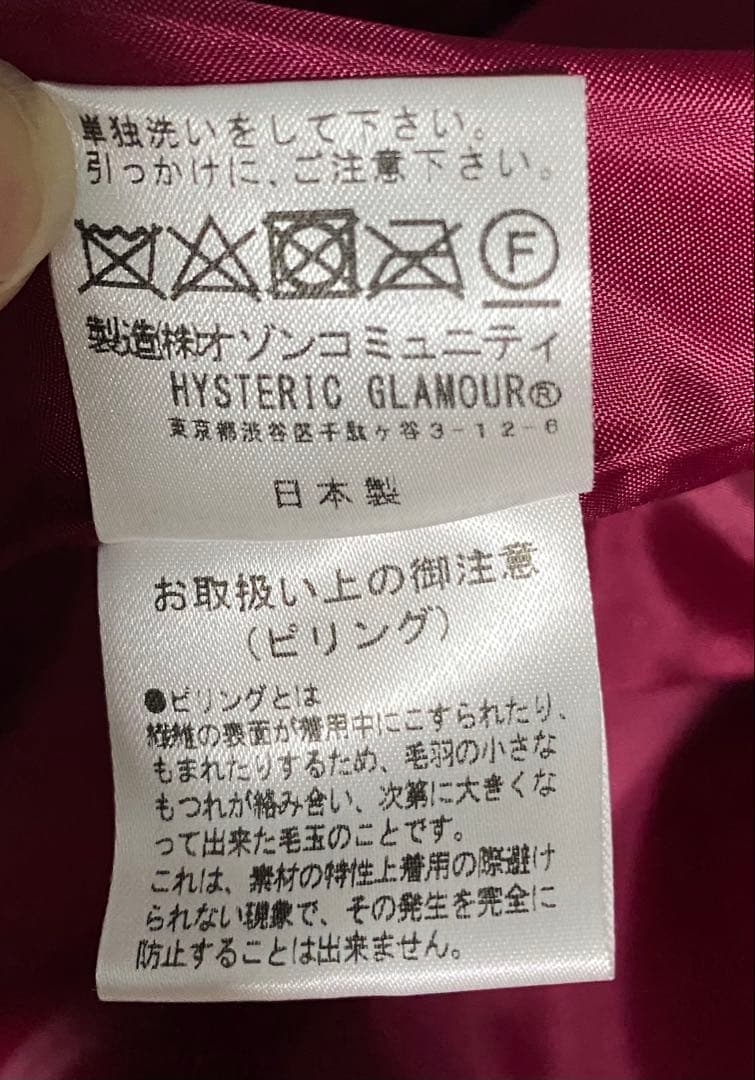 単独洗いをして下さい。
引っかけに、ご注意下さい。
F
製造(株)オゾンコミュニティ
HYSTERIC GLAMOUR®
東京都渋谷区千駄ヶ谷3-12-6
日本製
お取扱い上の御注意
(ピリング)
●ピリングとは
繊維の表面が着用中にこすられたり、
もまれたりするため、毛羽の小さな
もつれが絡み合い、次第に大きくな
って出来た毛玉のことです。
これは、素材の特性上着用の際避け
られない現象で、その発生を完全に
防止することは出来ません。